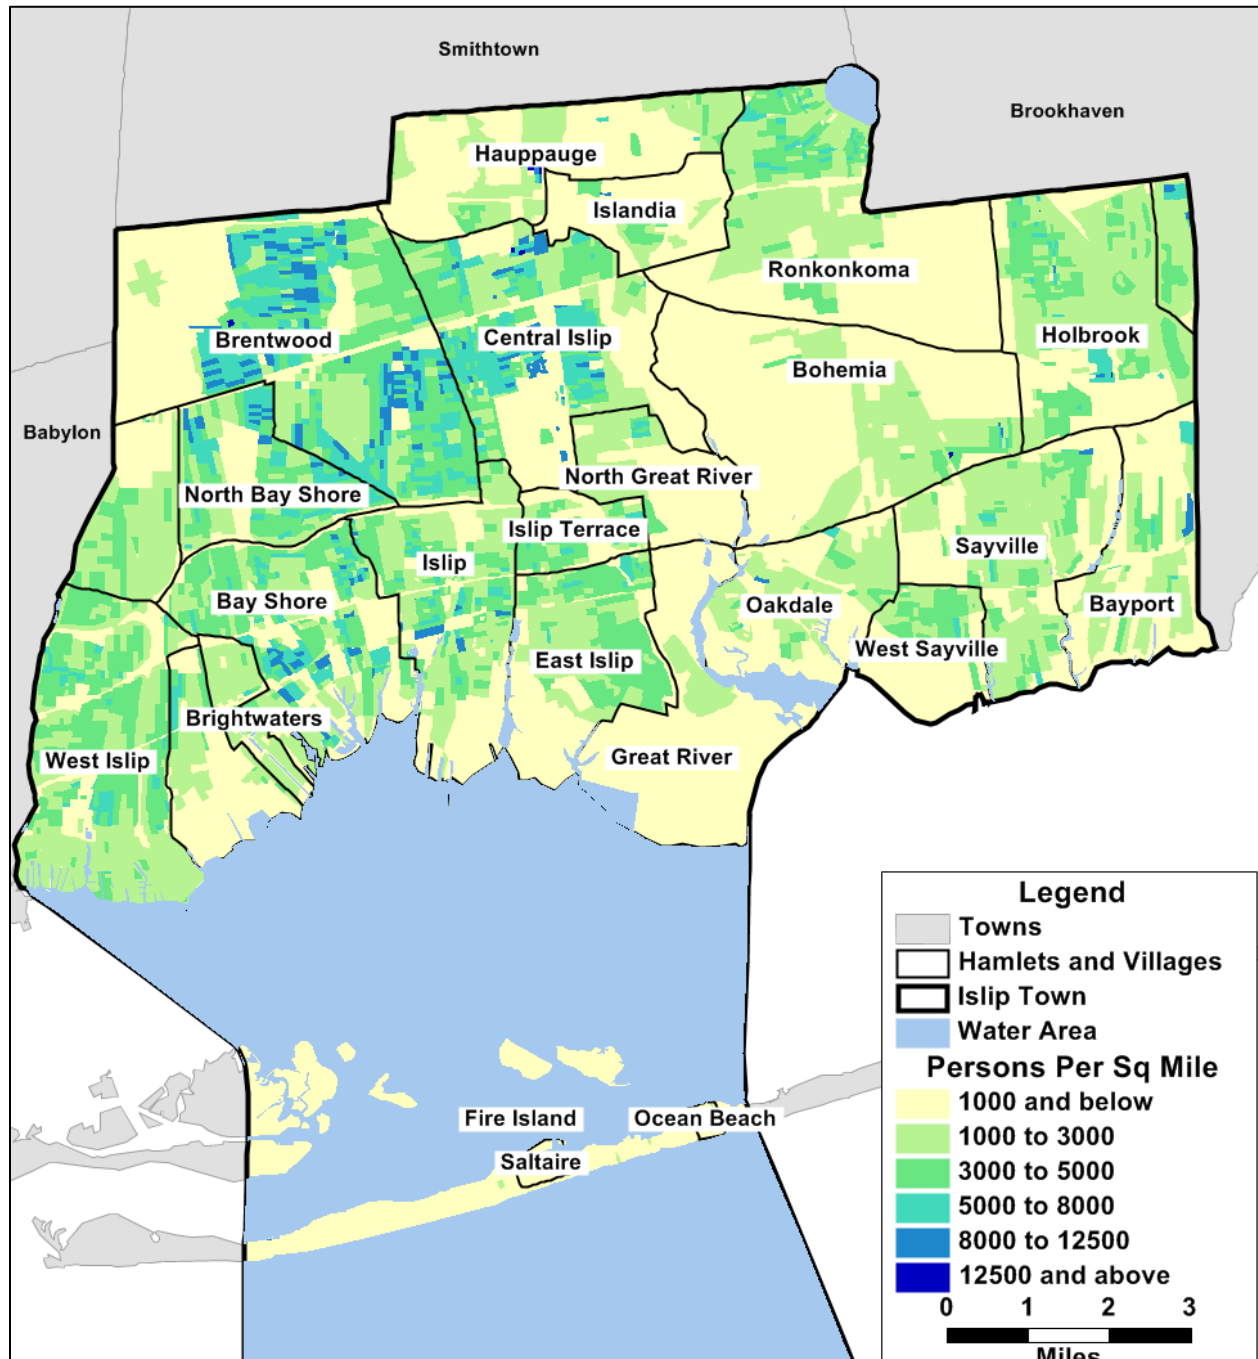 Smithtown
Brookhaven
Hauppauge
Islandia
Ronkonkoma
Brentwood
Central Islip
Holbrook
Bohemia
Babylon
North Great River
North Bay Shore
Islip Terrace
Sayville
Islip
Bay Shore
Oakdale
Bayport
West Sayville
East Islip
Brightwaters
West Islip
Great River
Fire Island
Ocean Beach
Saltaire
Legend
Towns
Hamlets and Villages
Islip Town
Water Area
Persons Per Sq Mile
1000 and below
1000 to 3000
3000 to 5000
5000 to 8000
8000 to 12500
12500 and above
0 1 2 3
Miles